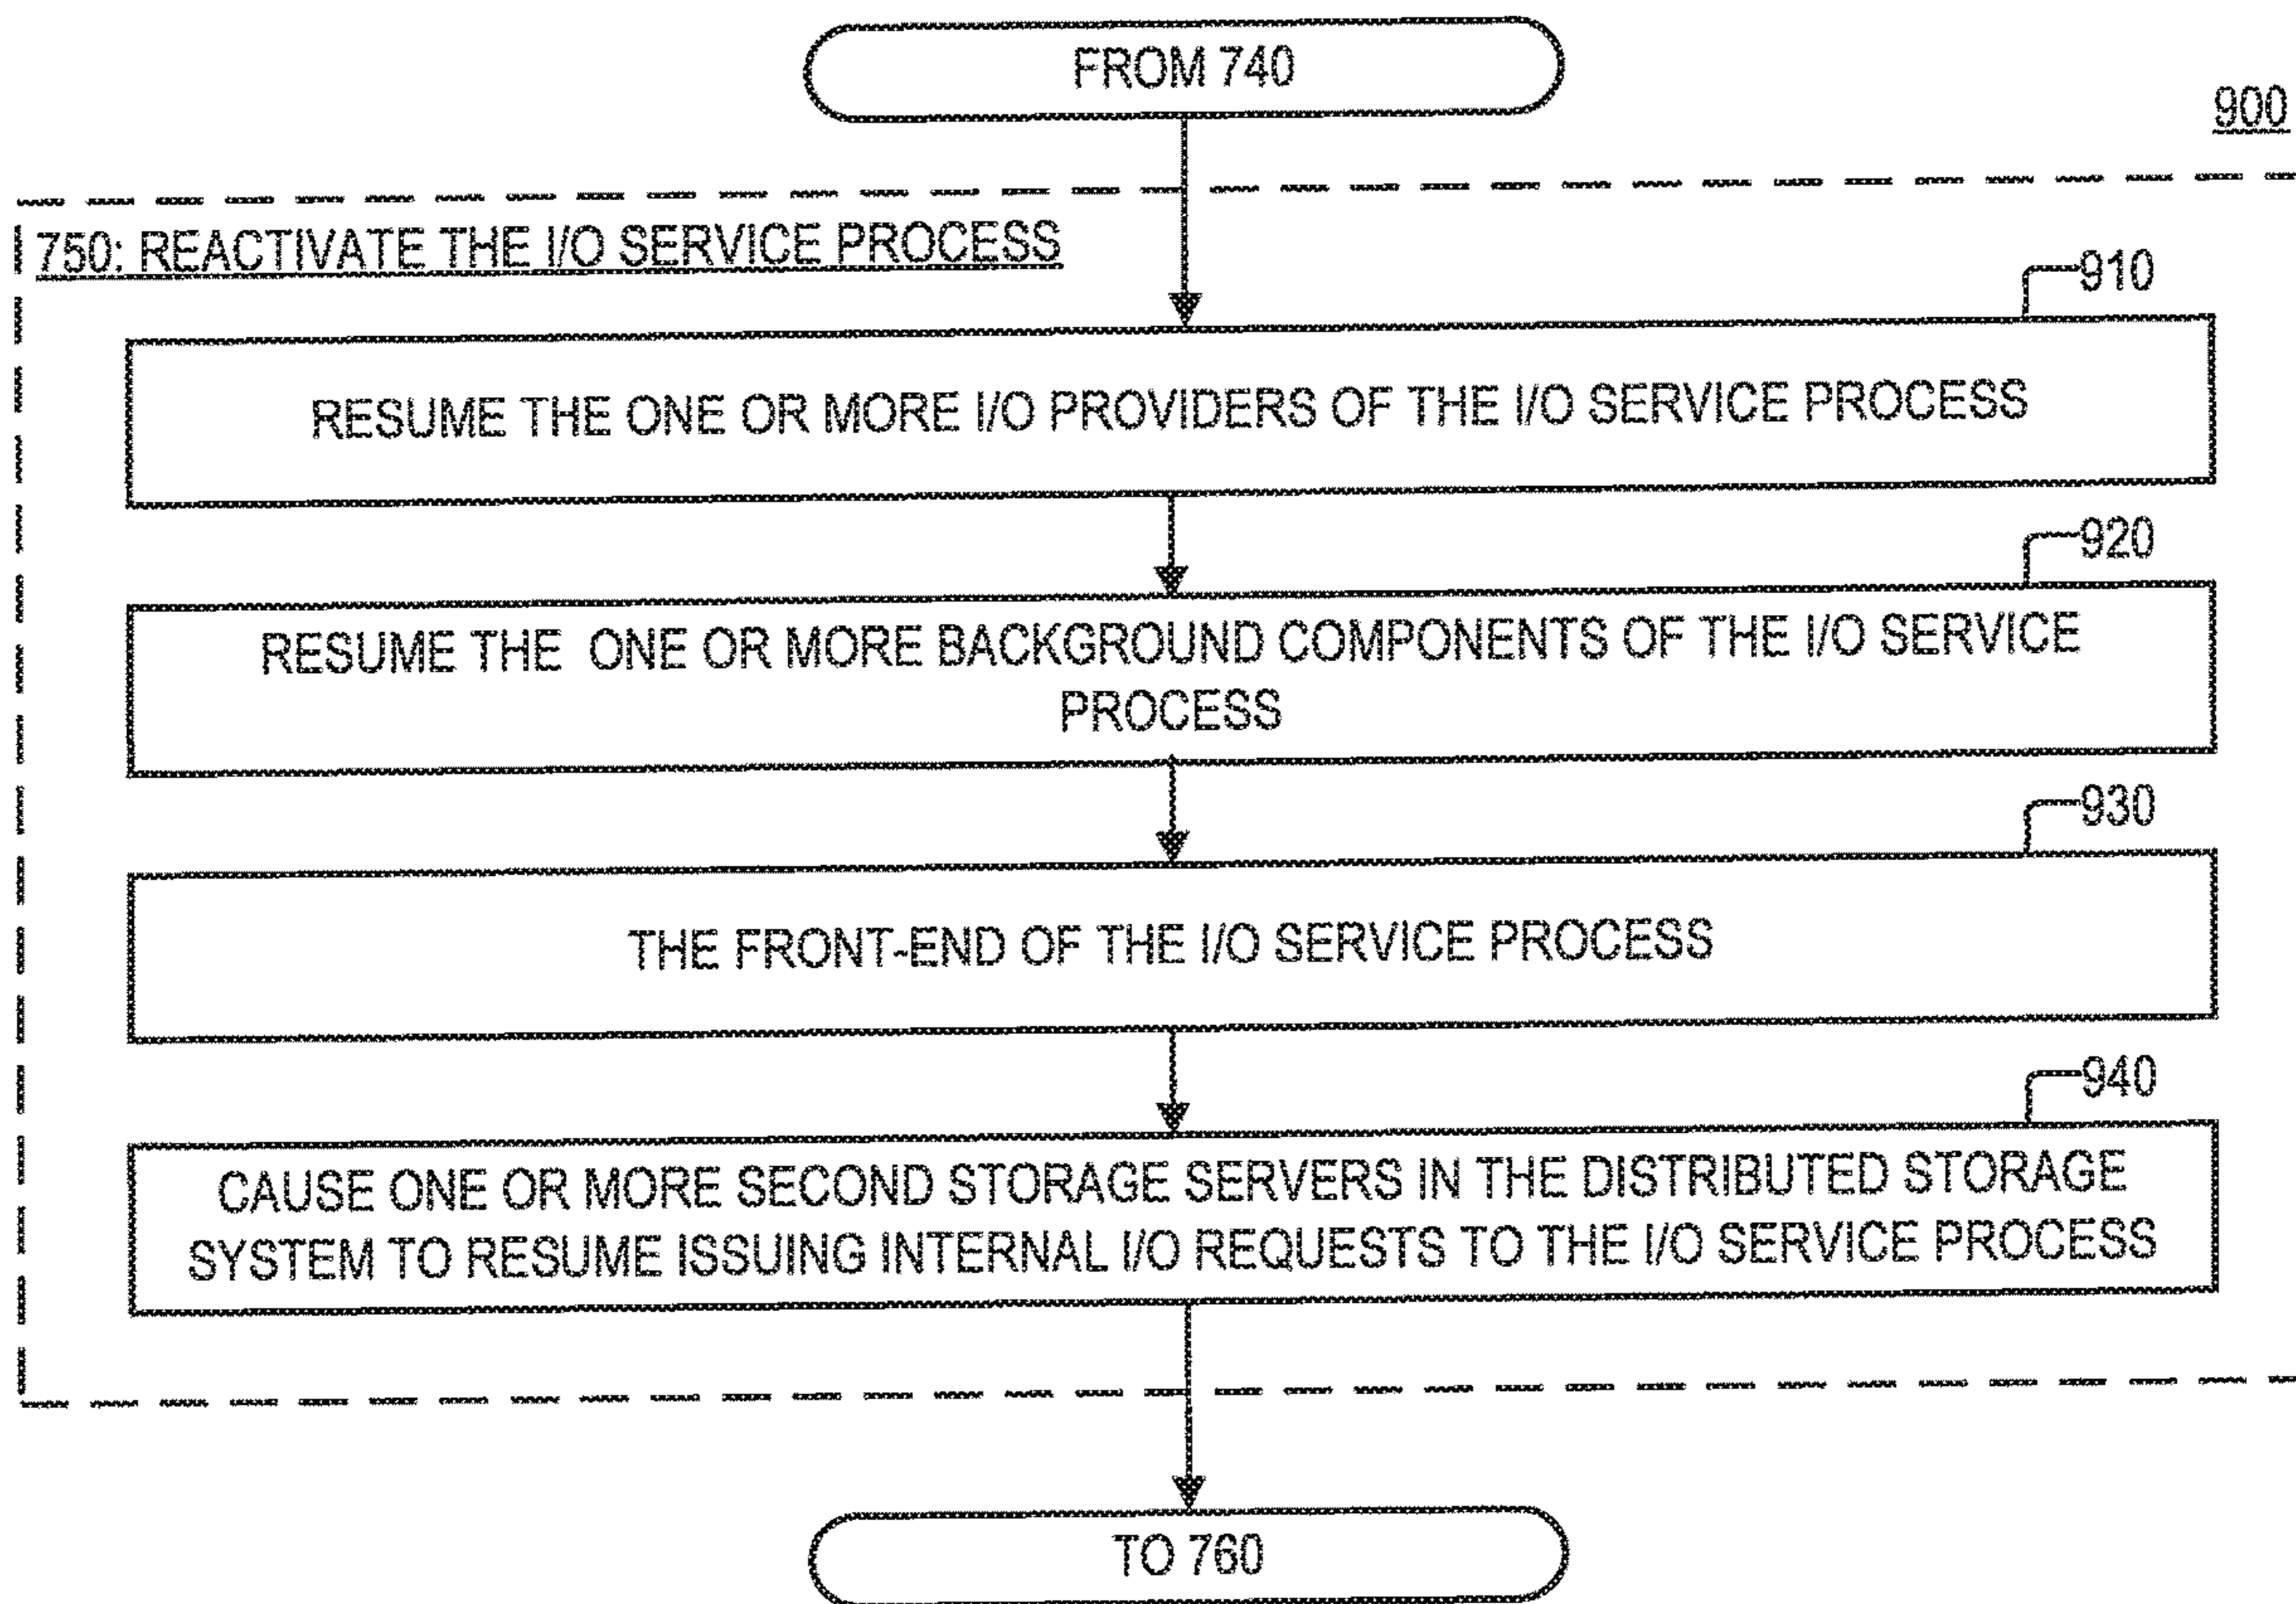 FROM 740
900
750: REACTIVATE THE I/O SERVICE PROCESS
910
RESUME THE ONE OR MORE I/O PROVIDERS OF THE I/O SERVICE PROCESS
920
RESUME THE ONE OR MORE BACKGROUND COMPONENTS OF THE I/O SERVICE
PROCESS
930
THE FRONT-END OF THE I/O SERVICE PROCESS
940
CAUSE ONE OR MORE SECOND STORAGE SERVERS IN THE DISTRIBUTED STORAGE
SYSTEM TO RESUME ISSUING INTERNAL I/O REQUESTS TO THE I/O SERVICE PROCESS
TO 760